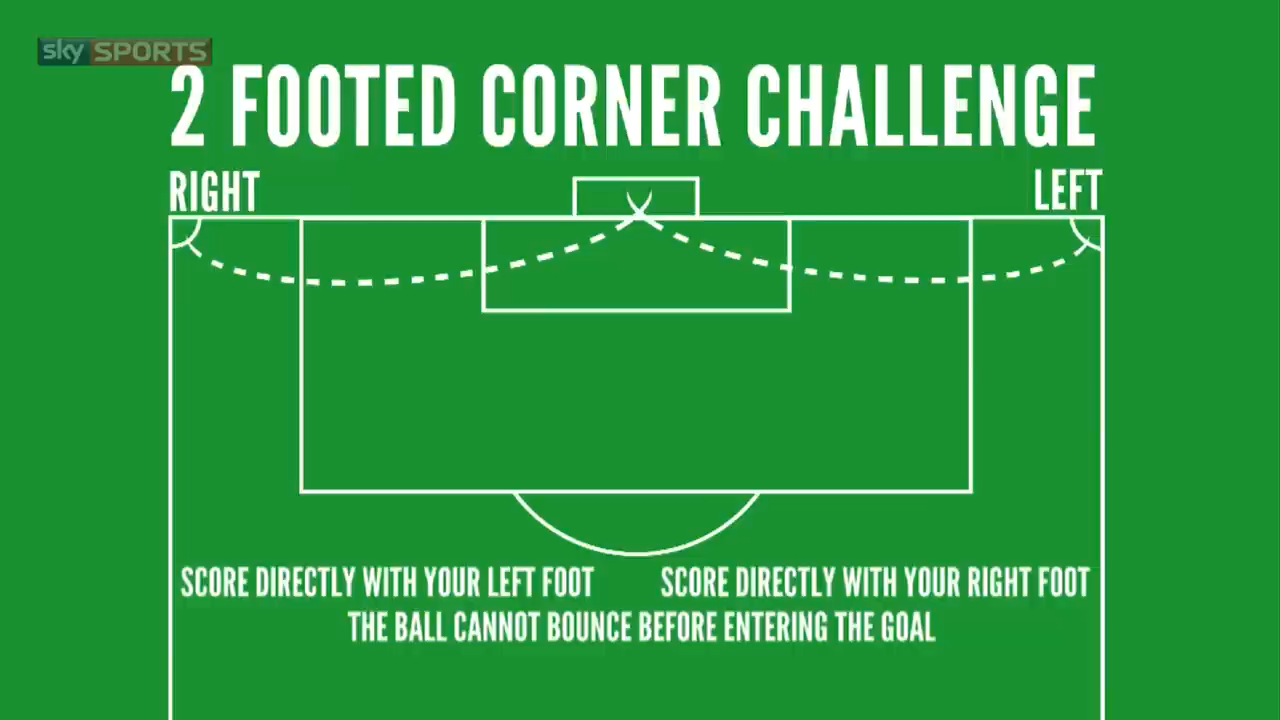 sky SPORTS
2 FOOTED CORNER CHALLENGE
RIGHT
LEFT
SCORE DIRECTLY WITH YOUR LEFT FOOT
SCORE DIRECTLY WITH YOUR RIGHT FOOT
THE BALL CANNOT BOUNCE BEFORE ENTERING THE GOAL